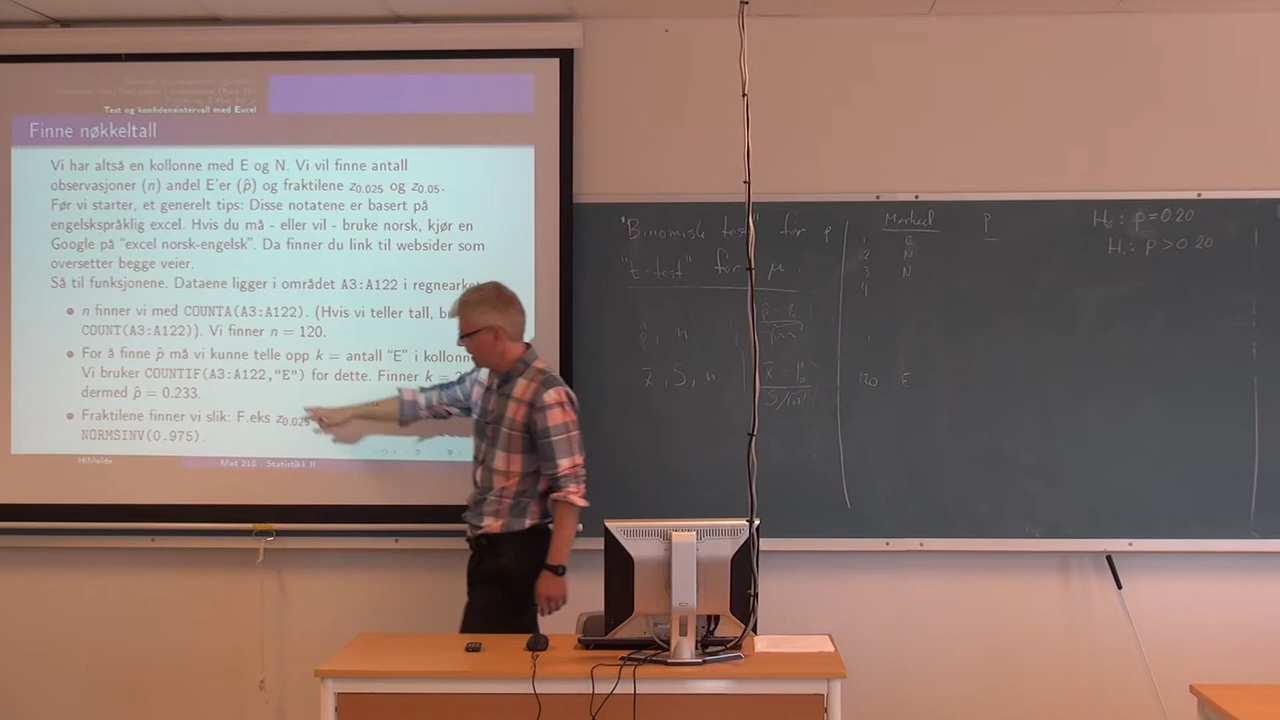 Test og konfidensintervall med Excel
Finne nøkkeltall
Vi har altså en kollonne med E og N. Vi vil finne antall
observasjoner (n) andel E'er (p̂) og fraktilene z0.025 og z0.05.
Før vi starter, et generelt tips: Disse notatene er basert på
engelskspråklig excel. Hvis du må - eller vil - bruke norsk, kjør en
Google på "excel norsk-engelsk". Da finner du link til websider som
oversetter begge veier.
Så til funksjonene. Dataene ligger i området A3:A122 i regnearket
n finner vi med COUNTA(A3:A122). (Hvis vi teller tall,
COUNT(A3:A122)). Vi finner n = 120.
For å finne p̂ må vi kunne telle opp k = antall "E" i kollonne
Vi bruker COUNTIF(A3:A122,"E") for dette. Finner k =
dermed p̂ = 0.233.
Fraktilene finner vi slik: F.eks z0.025
NORMSINV(0.975).
HiMolde
Mat 210 - Statistikk II
"Binomisk test" for p
"t-test" for μ.
p̂, n
x̄, S, n
Merked p
1 E
2 N
3 N
4
120 E
H₀: p = 0.20
H₁: p > 0.20